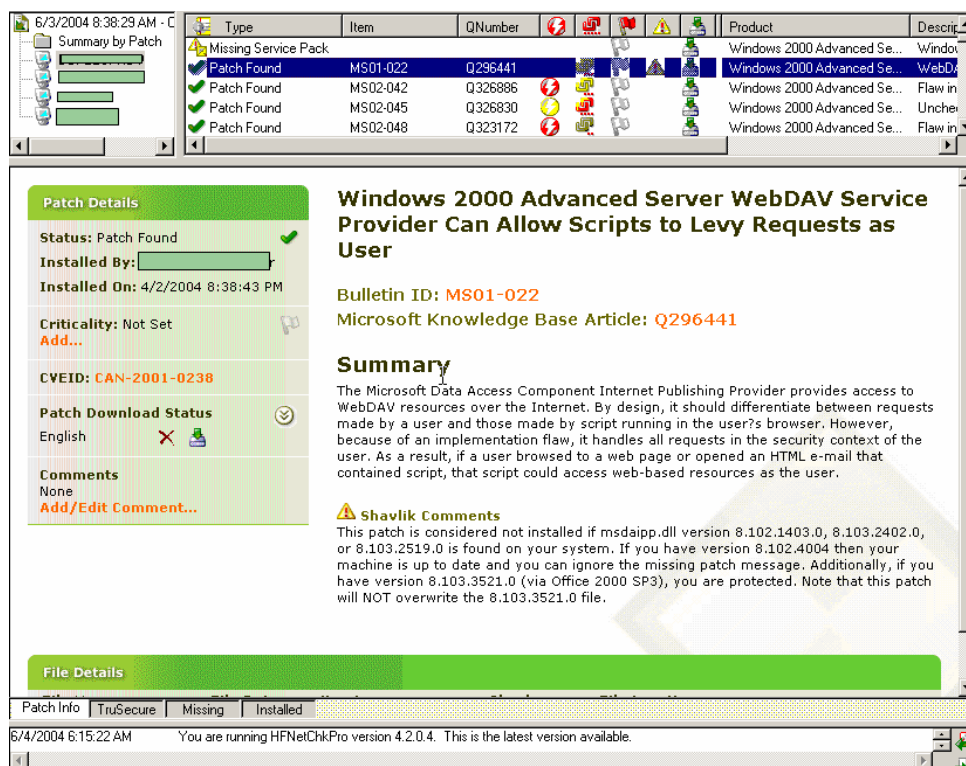 6/3/2004 8:38:29 AM - C
Summary by Patch
Type Item QNumber Product Descrip
Missing Service Pack Windows 2000 Advanced Se... Window
Patch Found MS01-022 Q296441 Windows 2000 Advanced Se... WebDA
Patch Found MS02-042 Q326886 Windows 2000 Advanced Se... Flaw in
Patch Found MS02-045 Q326830 Windows 2000 Advanced Se... Unche
Patch Found MS02-048 Q323172 Windows 2000 Advanced Se... Flaw in
Patch Details
Status: Patch Found
Installed By: r
Installed On: 4/2/2004 8:38:43 PM
Criticality: Not Set
Add...
CVEID: CAN-2001-0238
Patch Download Status
English
Comments
None
Add/Edit Comment...
Windows 2000 Advanced Server WebDAV Service
Provider Can Allow Scripts to Levy Requests as
User
Bulletin ID: MS01-022
Microsoft Knowledge Base Article: Q296441
Summary
The Microsoft Data Access Component Internet Publishing Provider provides access to
WebDAV resources over the Internet. By design, it should differentiate between requests
made by a user and those made by script running in the user?s browser. However,
because of an implementation flaw, it handles all requests in the security context of the
user. As a result, if a user browsed to a web page or opened an HTML e-mail that
contained script, that script could access web-based resources as the user.
Shavlik Comments
This patch is considered not installed if msdaipp.dll version 8.102.1403.0, 8.103.2402.0,
or 8.103.2519.0 is found on your system. If you have version 8.102.4004 then your
machine is up to date and you can ignore the missing patch message. Additionally, if you
have version 8.103.3521.0 (via Office 2000 SP3), you are protected. Note that this patch
will NOT overwrite the 8.103.3521.0 file.
File Details
Patch Info TruSecure Missing Installed
6/4/2004 6:15:22 AM You are running HFNetChkPro version 4.2.0.4. This is the latest version available.